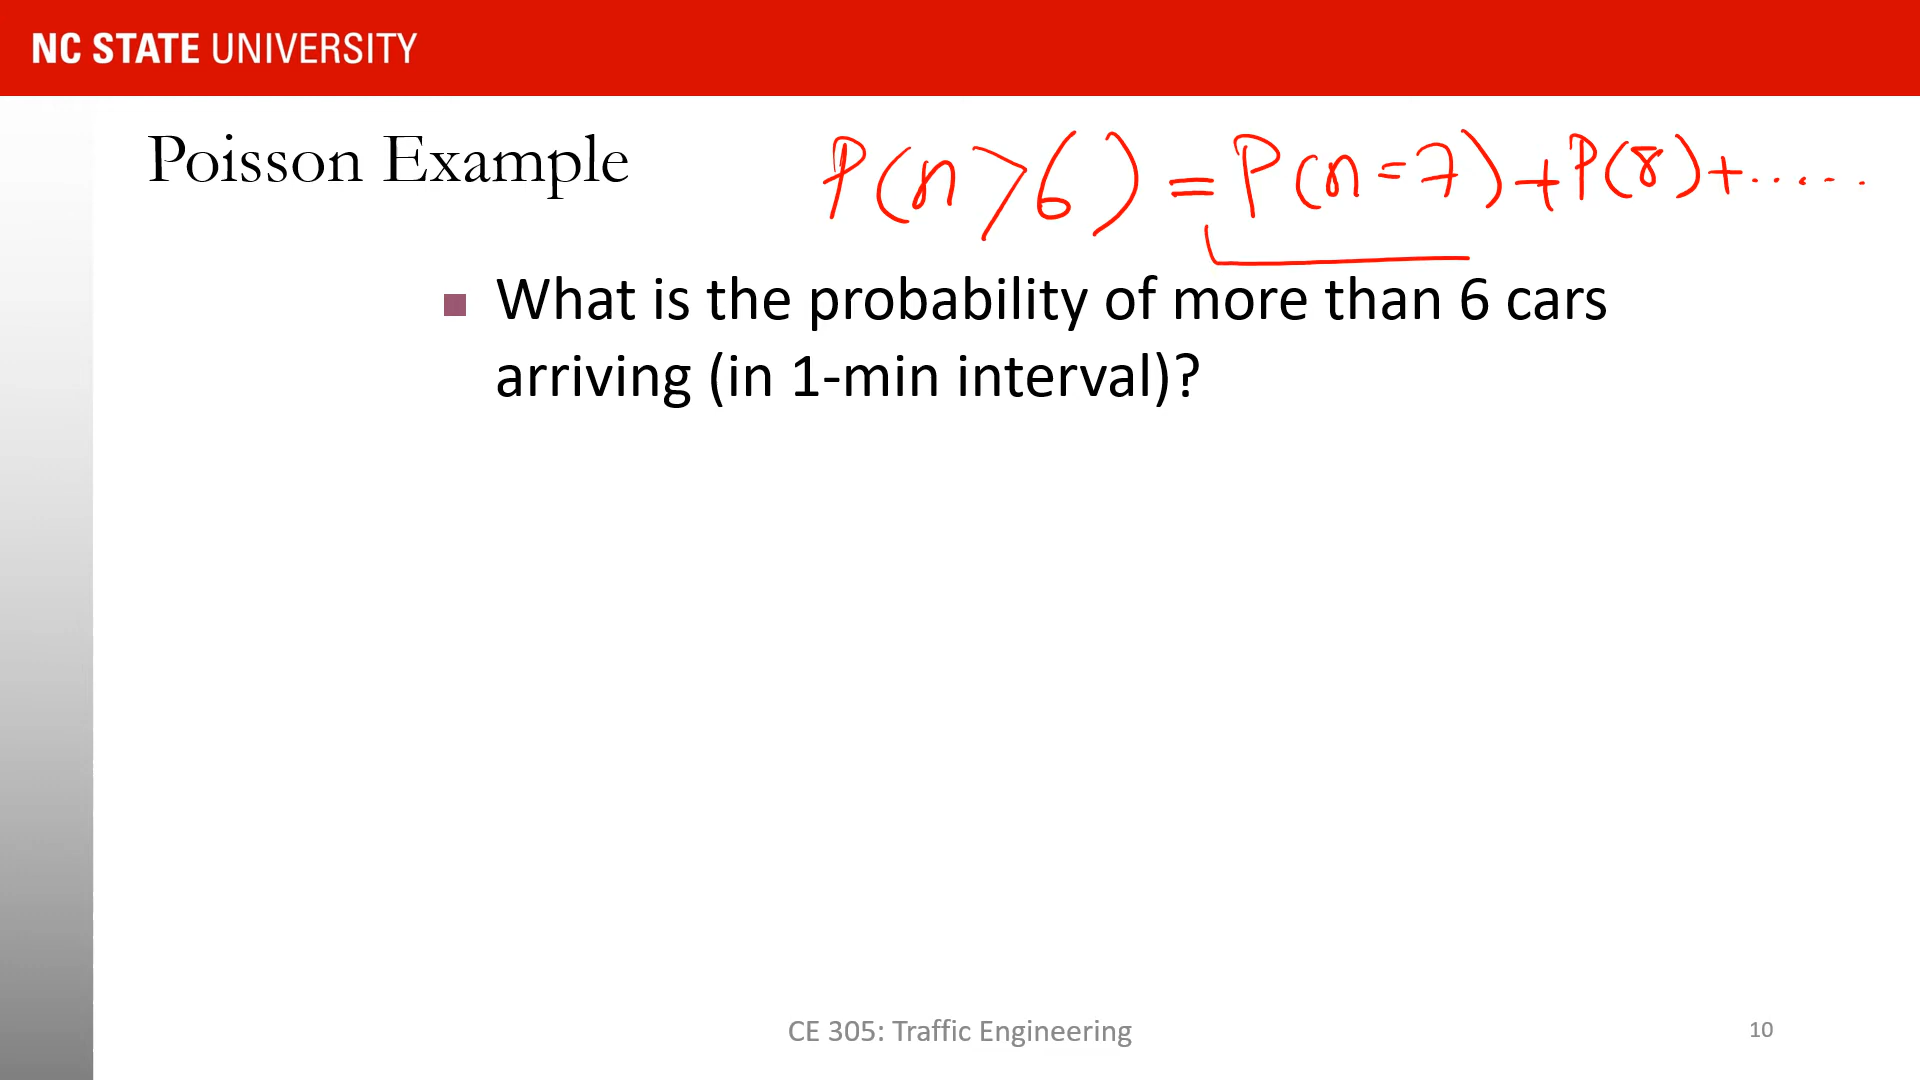 NC STATE UNIVERSITY
Poisson Example
P(n>6) = P(n=7)+P(8)+.....
What is the probability of more than 6 cars
arriving (in 1-min interval)?
CE 305: Traffic Engineering
10